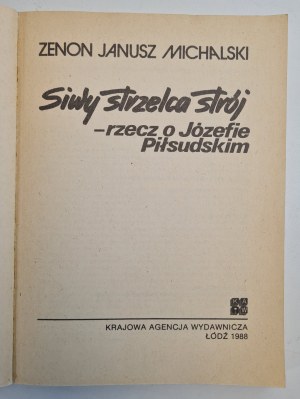 ZENON JANUSZ MICHALSKI
Siwy strzelca strój
–rzecz o Józefie
Piłsudskim
KRAJOWA AGENCJA WYDAWNICZA
ŁÓDŹ 1988